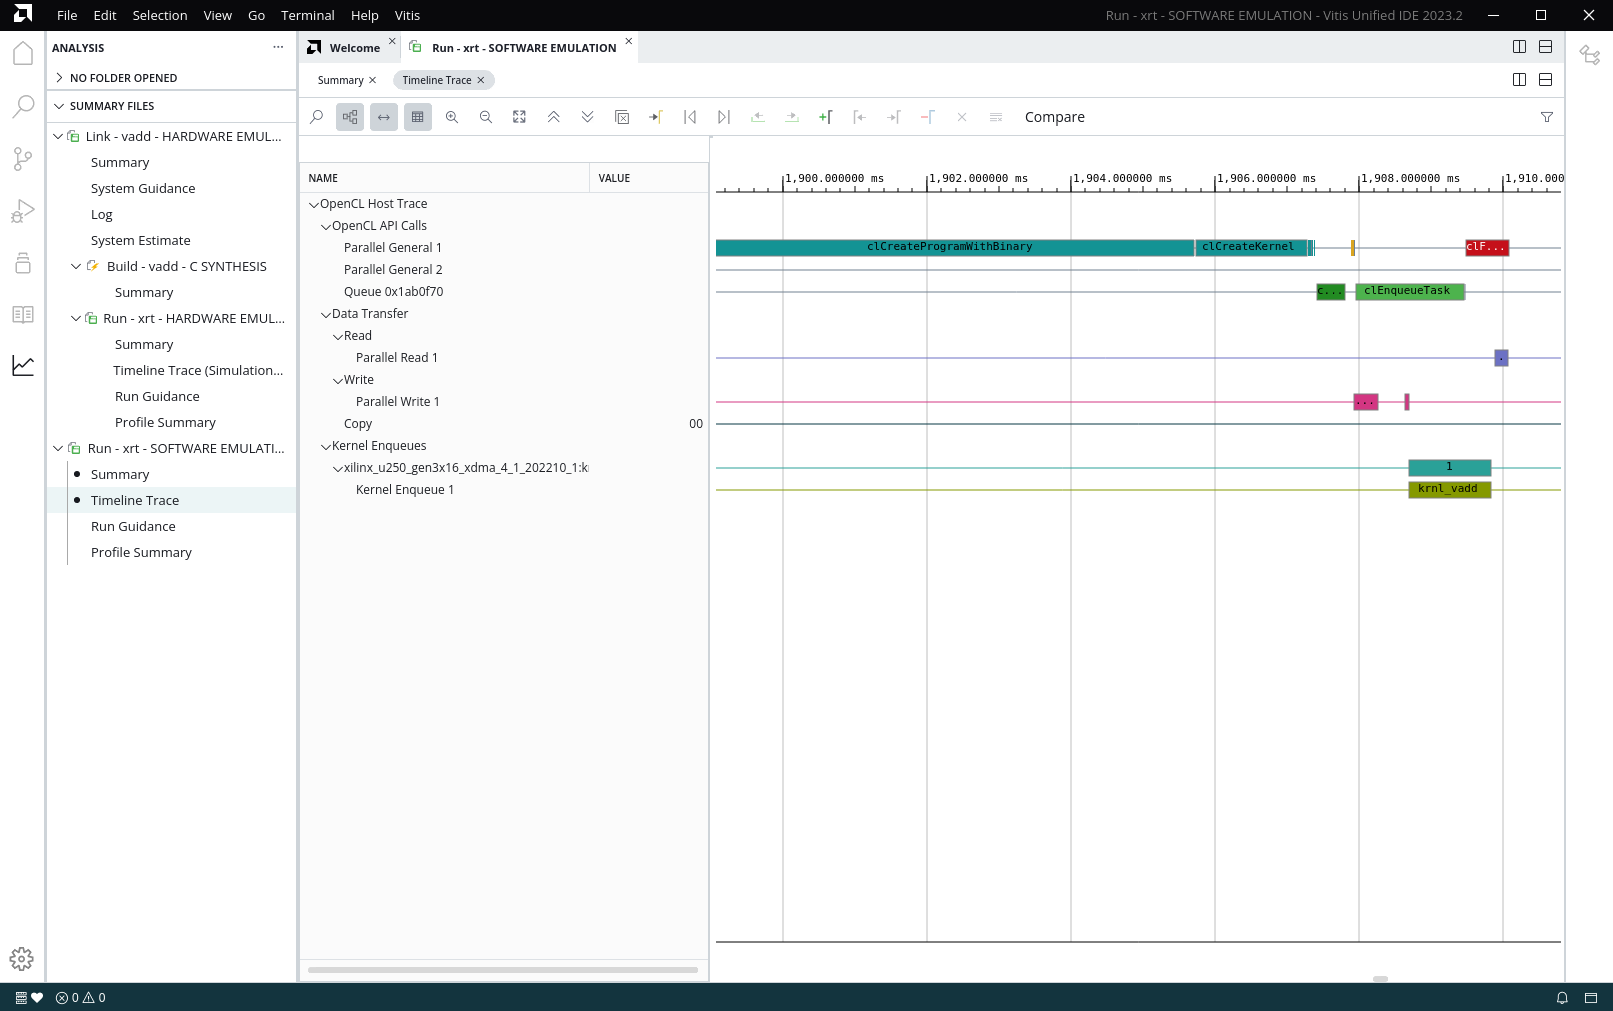 File Edit Selection View Go Terminal Help Vitis
Run - xrt - SOFTWARE EMULATION - Vitis Unified IDE 2023.2
ANALYSIS
NO FOLDER OPENED
SUMMARY FILES
Link - vadd - HARDWARE EMUL...
Summary
System Guidance
Log
System Estimate
Build - vadd - C SYNTHESIS
Summary
Run - xrt - HARDWARE EMUL...
Summary
Timeline Trace (Simulation...
Run Guidance
Profile Summary
Run - xrt - SOFTWARE EMULATI...
Summary
Timeline Trace
Run Guidance
Profile Summary
Welcome
Run - xrt - SOFTWARE EMULATION
Summary
Timeline Trace
Compare
NAME VALUE
1,900.000000 ms 1,902.000000 ms 1,904.000000 ms 1,906.000000 ms 1,908.000000 ms 1,910.000
OpenCL Host Trace
OpenCL API Calls
Parallel General 1 clCreateProgramWithBinary clCreateKernel clF...
Parallel General 2
Queue 0x1ab0f70 c... clEnqueueTask
Data Transfer
Read
Parallel Read 1 .
Write
Parallel Write 1 ...
Copy 00
Kernel Enqueues
xilinx_u250_gen3x16_xdma_4_1_202210_1:k 1
Kernel Enqueue 1 krnl_vadd
0 0